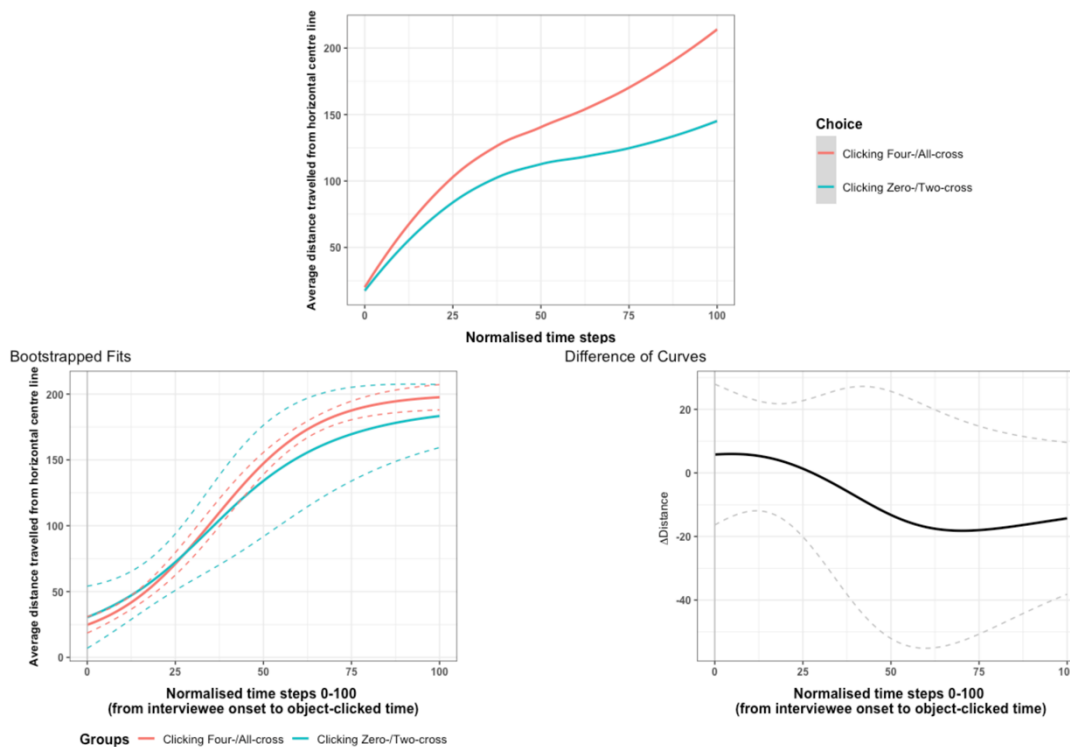 Average distance travelled from horizontal centre line
200
150
100
50
0
25
50
75
100
Normalised time steps
Choice
Clicking Four-/All-cross
Clicking Zero-/Two-cross
Bootstrapped Fits
Average distance travelled from horizontal centre line
200
150
100
50
0
0
25
50
75
100
Normalised time steps 0-100
(from interviewee onset to object-clicked time)
Groups
Clicking Four-/All-cross
Clicking Zero-/Two-cross
Difference of Curves
ΔDistance
20
0
-20
-40
0
25
50
75
100
Normalised time steps 0-100
(from interviewee onset to object-clicked time)